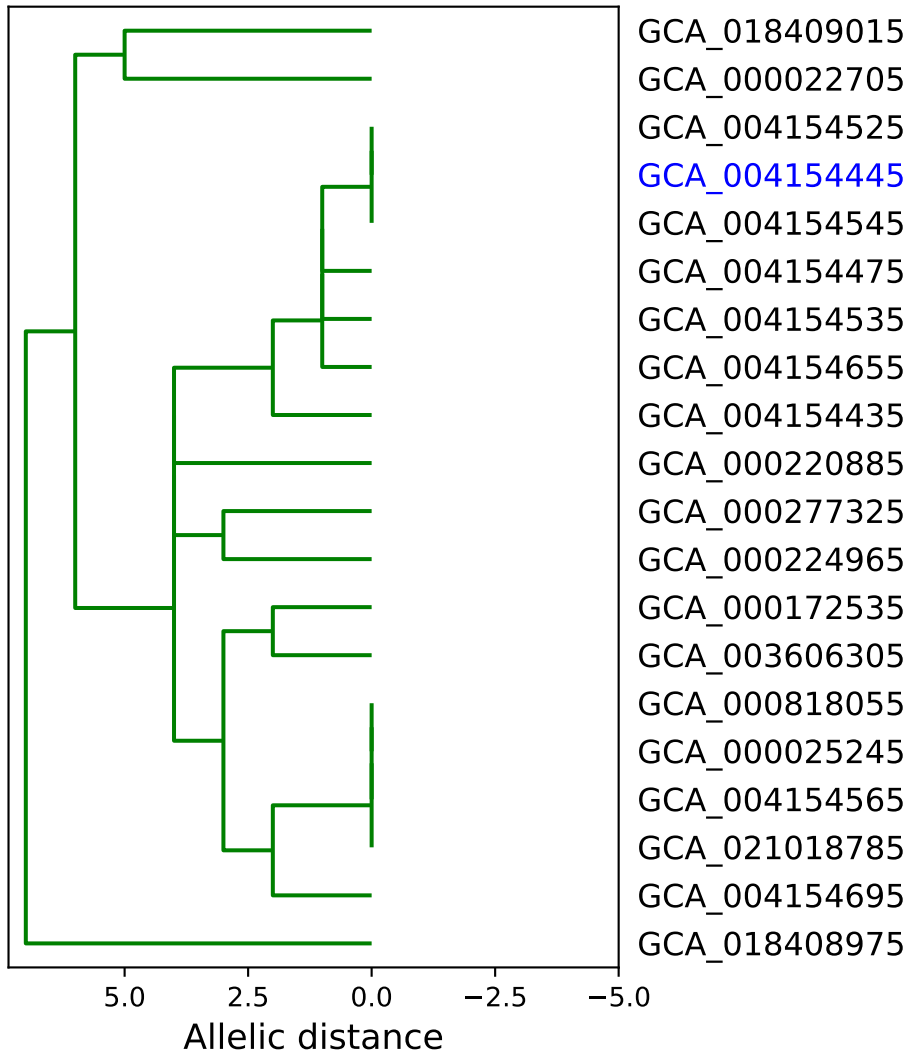 GCA_018409015
GCA_000022705
GCA_004154525
GCA_004154445
GCA_004154545
GCA_004154475
GCA_004154535
GCA_004154655
GCA_004154435
GCA_000220885
GCA_000277325
GCA_000224965
GCA_000172535
GCA_003606305
GCA_000818055
GCA_000025245
GCA_004154565
GCA_021018785
GCA_004154695
GCA_018408975
5.0 2.5 0.0 −2.5 −5.0
Allelic distance